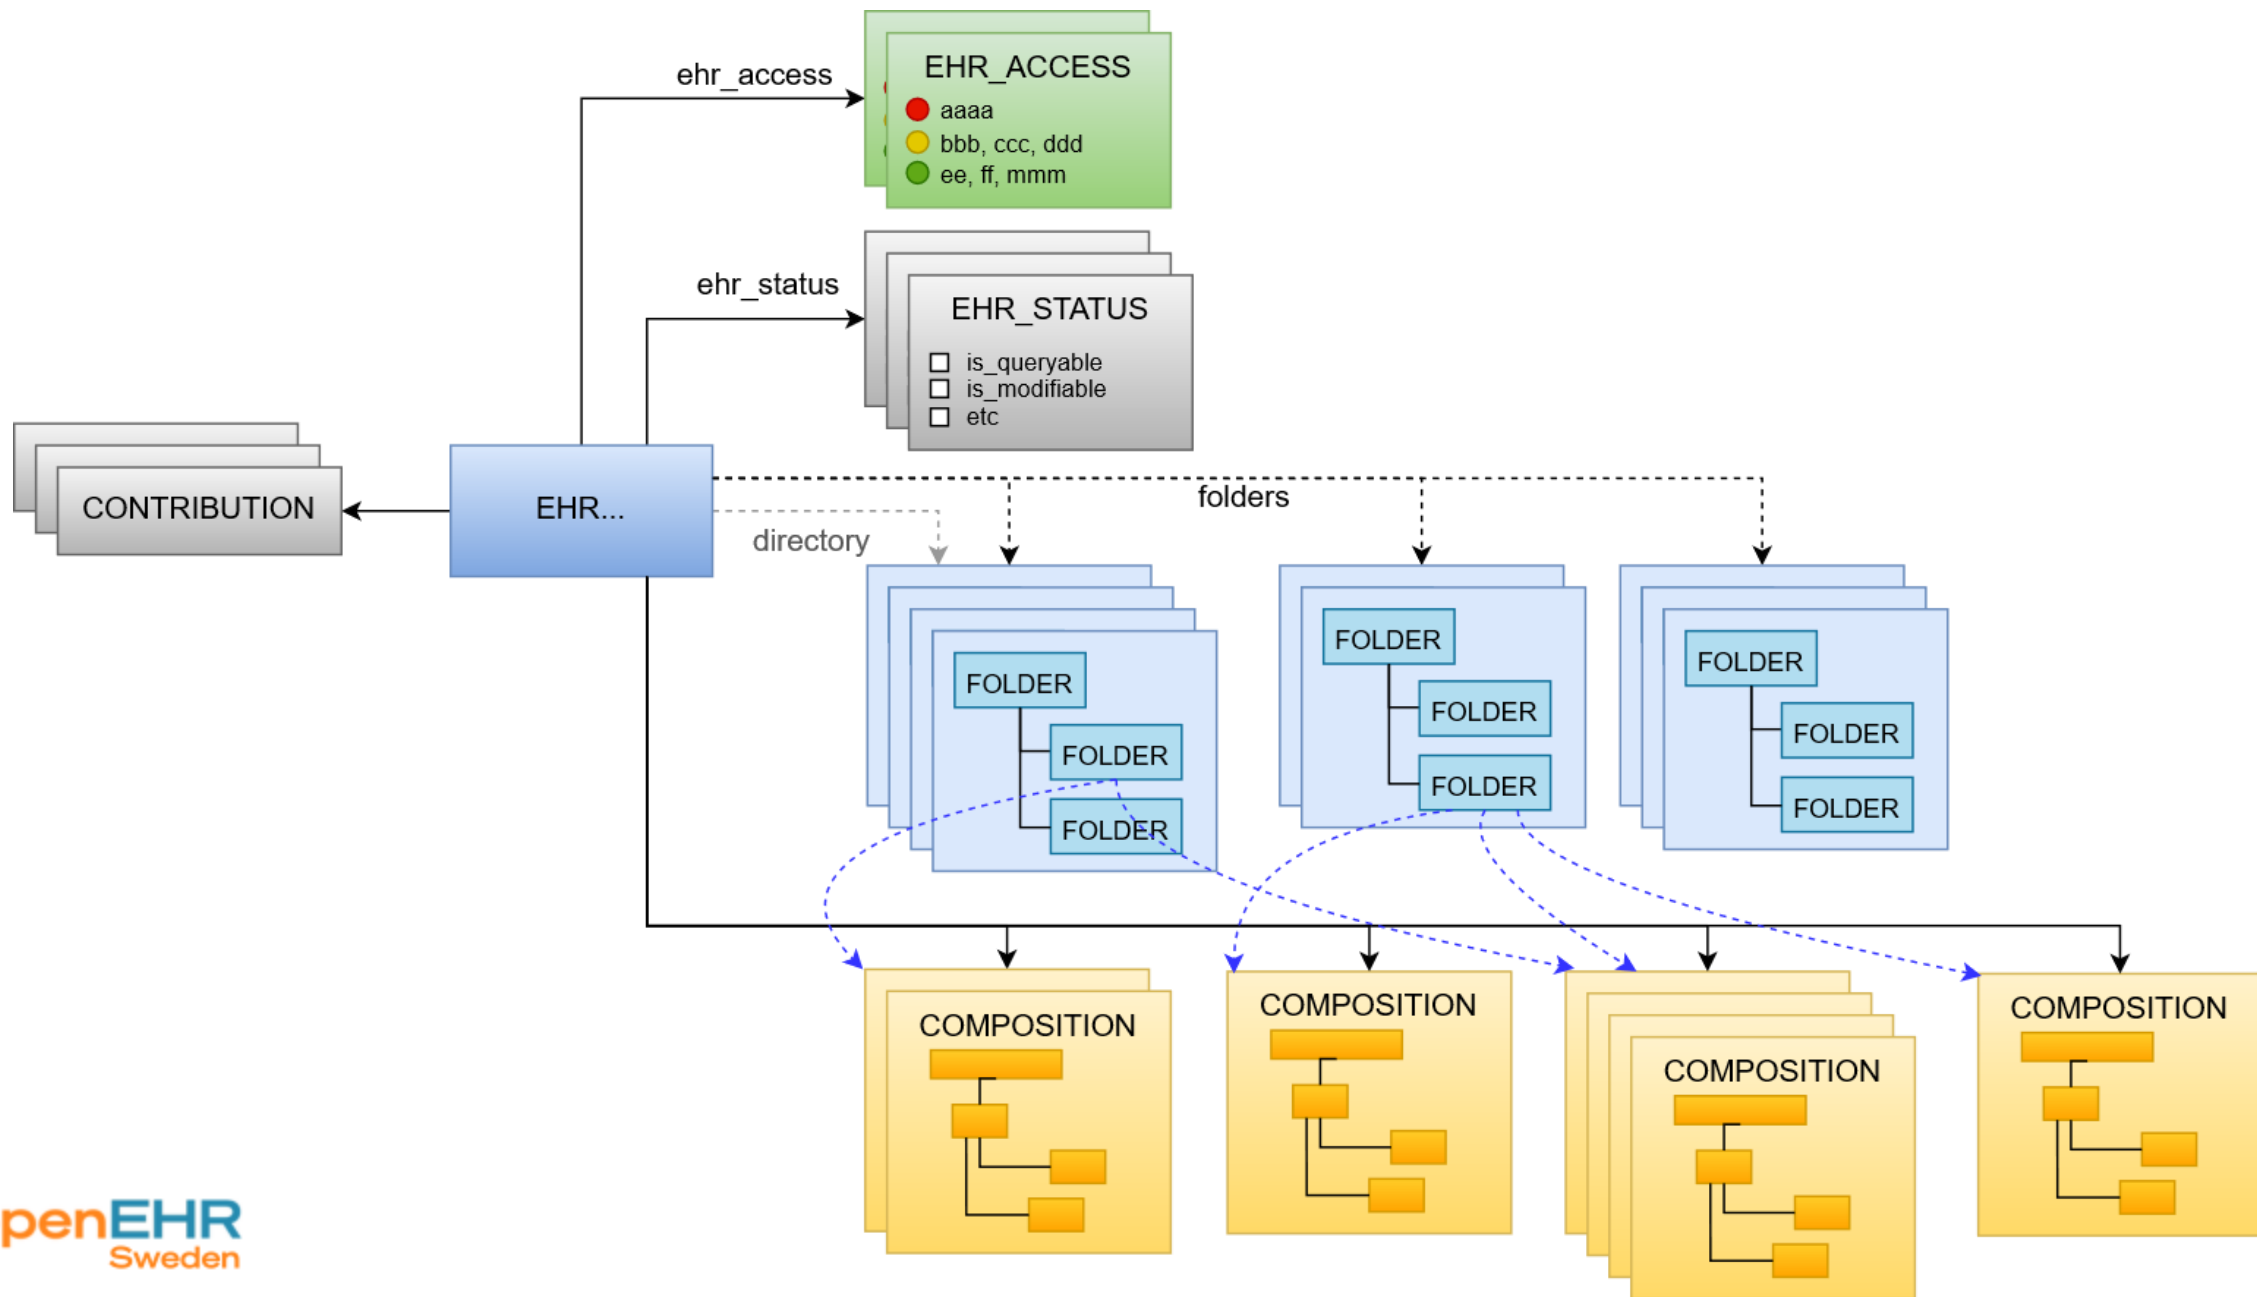 ehr_access
EHR_ACCESS
aaaa
bbb, ccc, ddd
ee, ff, mmm
ehr_status
EHR_STATUS
is_queryable
is_modifiable
etc
CONTRIBUTION
EHR...
folders
directory
FOLDER
FOLDER
FOLDER
FOLDER
FOLDER
FOLDER
FOLDER
FOLDER
FOLDER
COMPOSITION
COMPOSITION
COMPOSITION
COMPOSITION
penEHR
Sweden